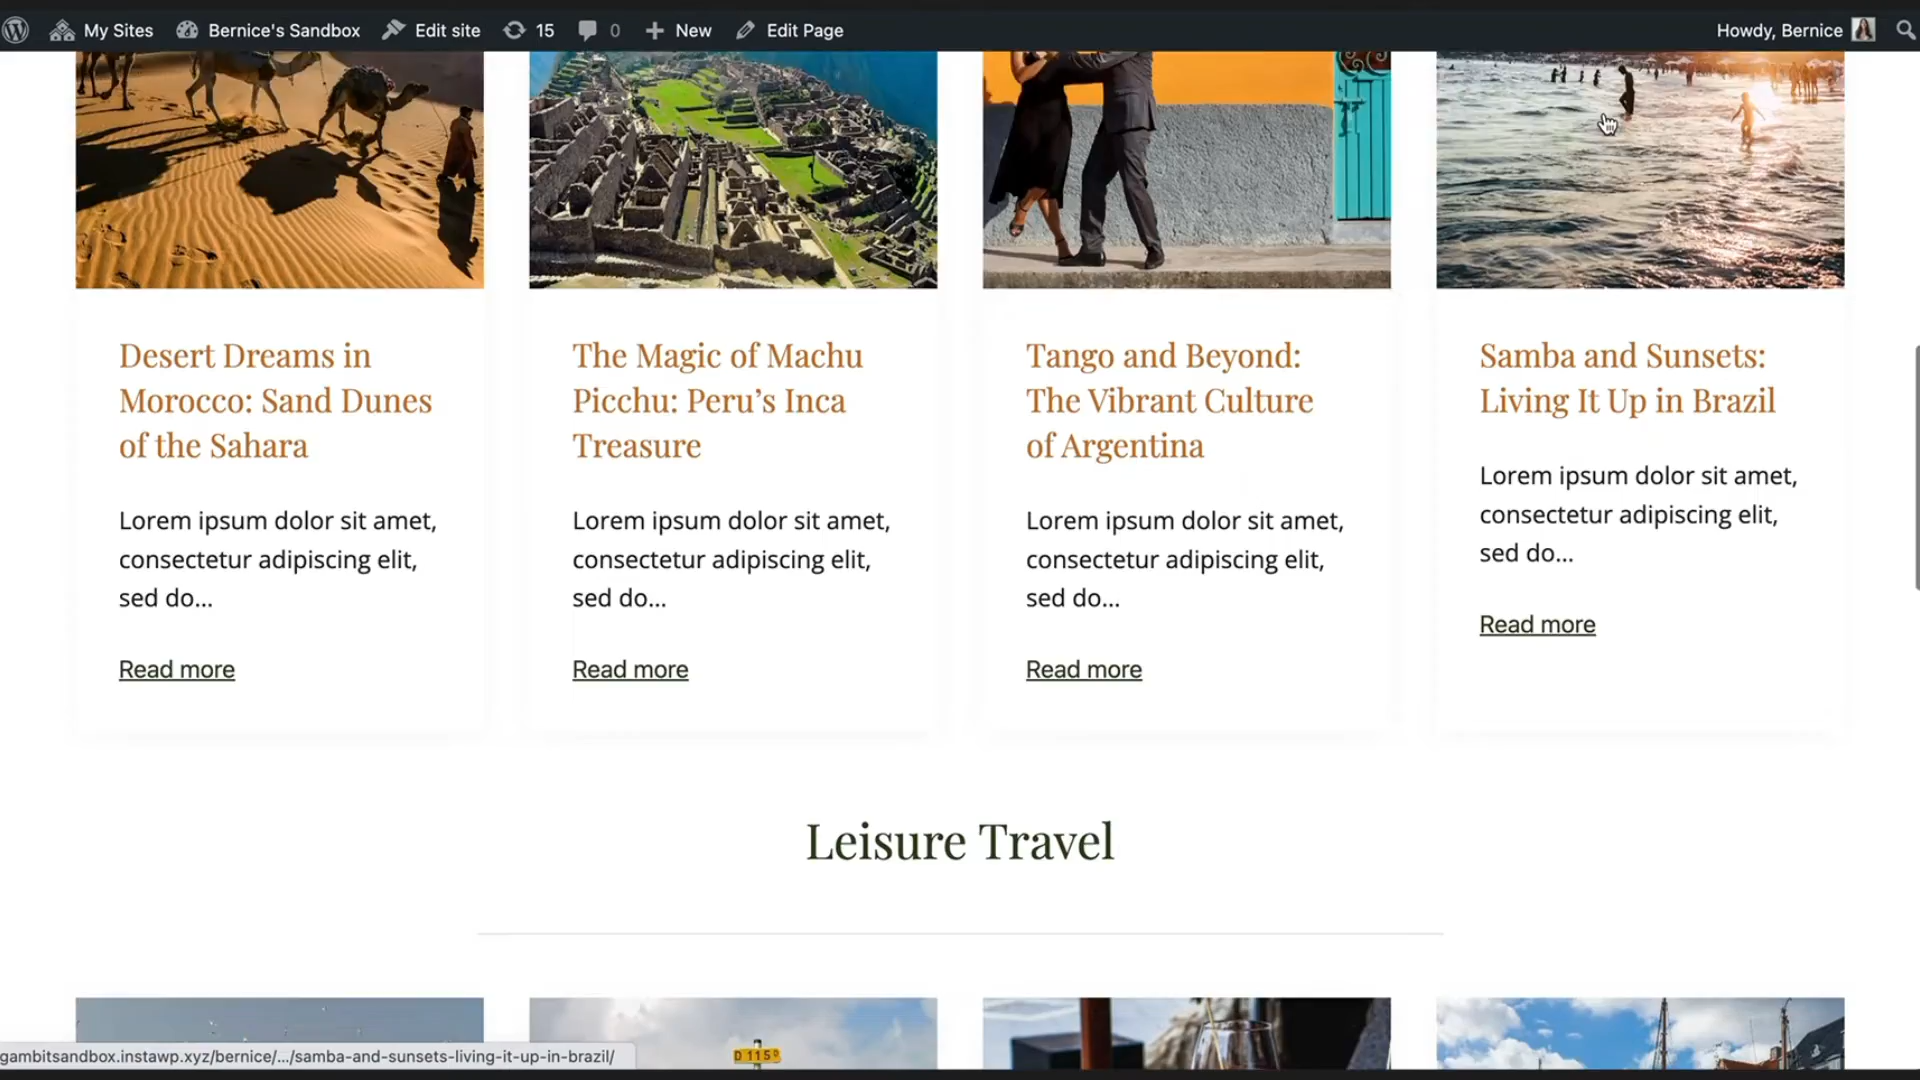 My Sites Bernice's Sandbox Edit site 15 0 New Edit Page Howdy, Bernice
Desert Dreams in
Morocco: Sand Dunes
of the Sahara
Lorem ipsum dolor sit amet,
consectetur adipiscing elit,
sed do…
Read more
The Magic of Machu
Picchu: Peru’s Inca
Treasure
Lorem ipsum dolor sit amet,
consectetur adipiscing elit,
sed do…
Read more
Tango and Beyond:
The Vibrant Culture
of Argentina
Lorem ipsum dolor sit amet,
consectetur adipiscing elit,
sed do…
Read more
Samba and Sunsets:
Living It Up in Brazil
Lorem ipsum dolor sit amet,
consectetur adipiscing elit,
sed do…
Read more
Leisure Travel
D 115D
gambitsandbox.instawp.xyz/bernice/.../samba-and-sunsets-living-it-up-in-brazil/